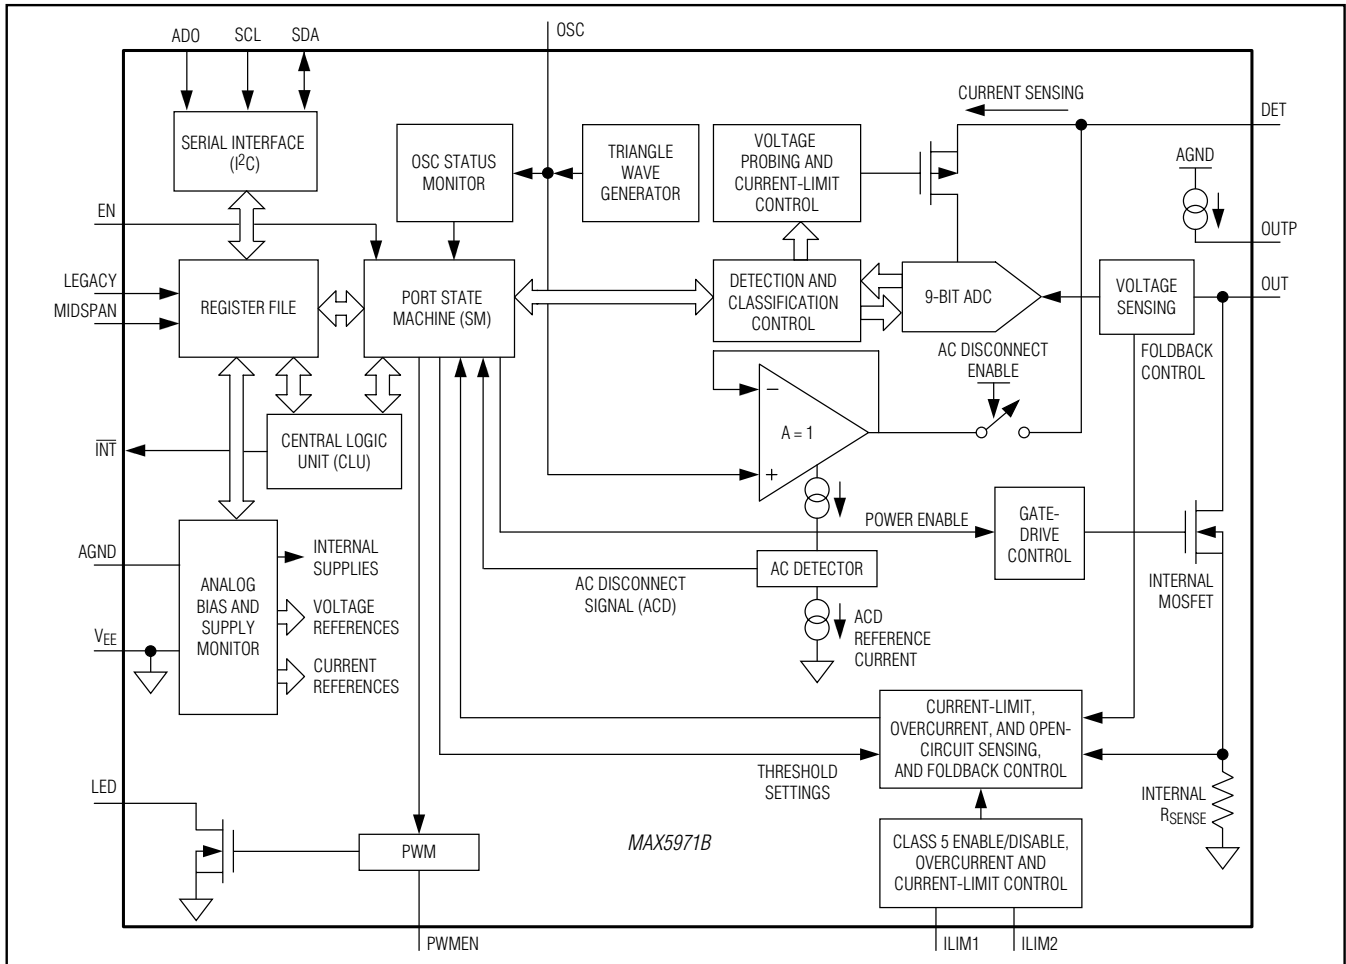 ADO
SCL
SDA
OSC
CURRENT SENSING
DET
SERIAL INTERFACE
(I2C)
OSC STATUS
MONITOR
TRIANGLE
WAVE
GENERATOR
VOLTAGE
PROBING AND
CURRENT-LIMIT
CONTROL
AGND
EN
OUTP
LEGACY
MIDSPAN
REGISTER FILE
PORT STATE
MACHINE (SM)
DETECTION AND
CLASSIFICATION
CONTROL
9-BIT ADC
VOLTAGE
SENSING
OUT
AC DISCONNECT
ENABLE
FOLDBACK
CONTROL
−
A = 1
+
INT
CENTRAL LOGIC
UNIT (CLU)
POWER ENABLE
GATE-
DRIVE
CONTROL
AGND
ANALOG
BIAS AND
SUPPLY
MONITOR
INTERNAL
SUPPLIES
VOLTAGE
REFERENCES
CURRENT
REFERENCES
AC DISCONNECT
SIGNAL (ACD)
AC DETECTOR
INTERNAL
MOSFET
VEE
ACD
REFERENCE
CURRENT
CURRENT-LIMIT,
OVERCURRENT, AND OPEN-
CIRCUIT SENSING,
AND FOLDBACK CONTROL
THRESHOLD
SETTINGS
INTERNAL
RSENSE
LED
PWM
MAX5971B
CLASS 5 ENABLE/DISABLE,
OVERCURRENT AND
CURRENT-LIMIT CONTROL
PWMEN
ILIM1
ILIM2